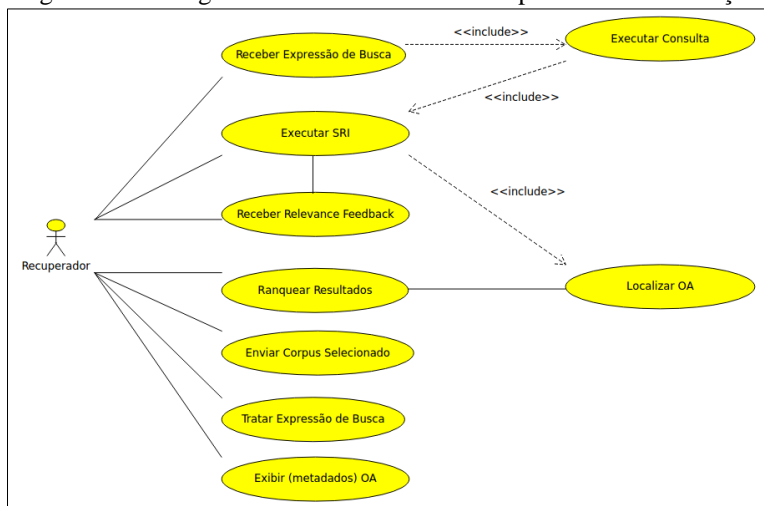 <<include>>
Receber Expressão de Busca
Executar Consulta
<<include>>
Executar SRI
<<include>>
Receber Relevance Feedback
Recuperador
Ranquear Resultados
Localizar OA
Enviar Corpus Selecionado
Tratar Expressão de Busca
Exibir (metadados) OA